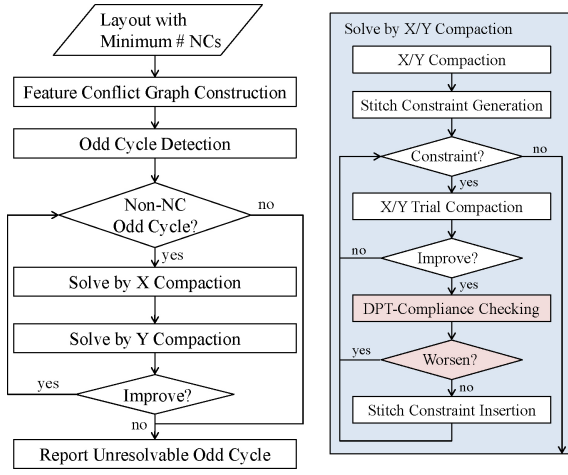 Layout with
Minimum # NCs
Feature Conflict Graph Construction
Odd Cycle Detection
Non-NC
Odd Cycle?
no
yes
Solve by X Compaction
Solve by Y Compaction
yes
Improve?
no
Report Unresolvable Odd Cycle
Solve by X/Y Compaction
X/Y Compaction
Stitch Constraint Generation
Constraint?
no
yes
X/Y Trial Compaction
no
Improve?
yes
DPT-Compliance Checking
yes
Worsen?
no
Stitch Constraint Insertion